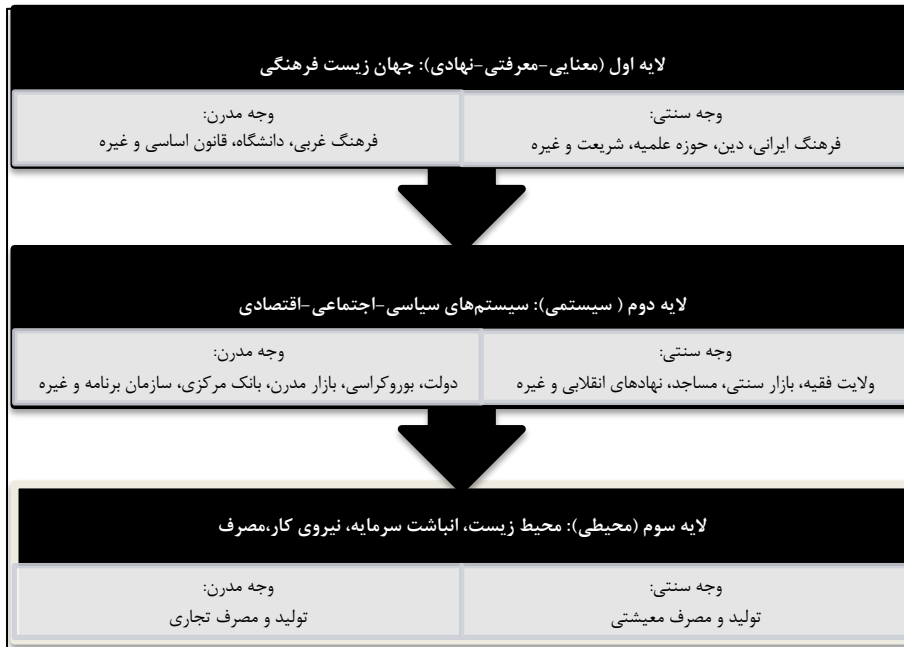 لایه اول (معنایی-معرفتی-نهادی): جهان زیست فرهنگی
وجه سنتی:
فرهنگ ایرانی، دین، حوزه علمیه، شریعت و غیره
وجه مدرن:
فرهنگ غربی، دانشگاه، قانون اساسی و غیره
لایه دوم ( سیستمی): سیستم‌های سیاسی-اجتماعی-اقتصادی
وجه سنتی:
ولایت فقیه، بازار سنتی، مساجد، نهادهای انقلابی و غیره
وجه مدرن:
دولت، بوروکراسی، بازار مدرن، بانک مرکزی، سازمان برنامه و غیره
لایه سوم (محیطی): محیط زیست، انباشت سرمایه، نیروی کار،مصرف
وجه سنتی:
تولید و مصرف معیشتی
وجه مدرن:
تولید و مصرف تجاری